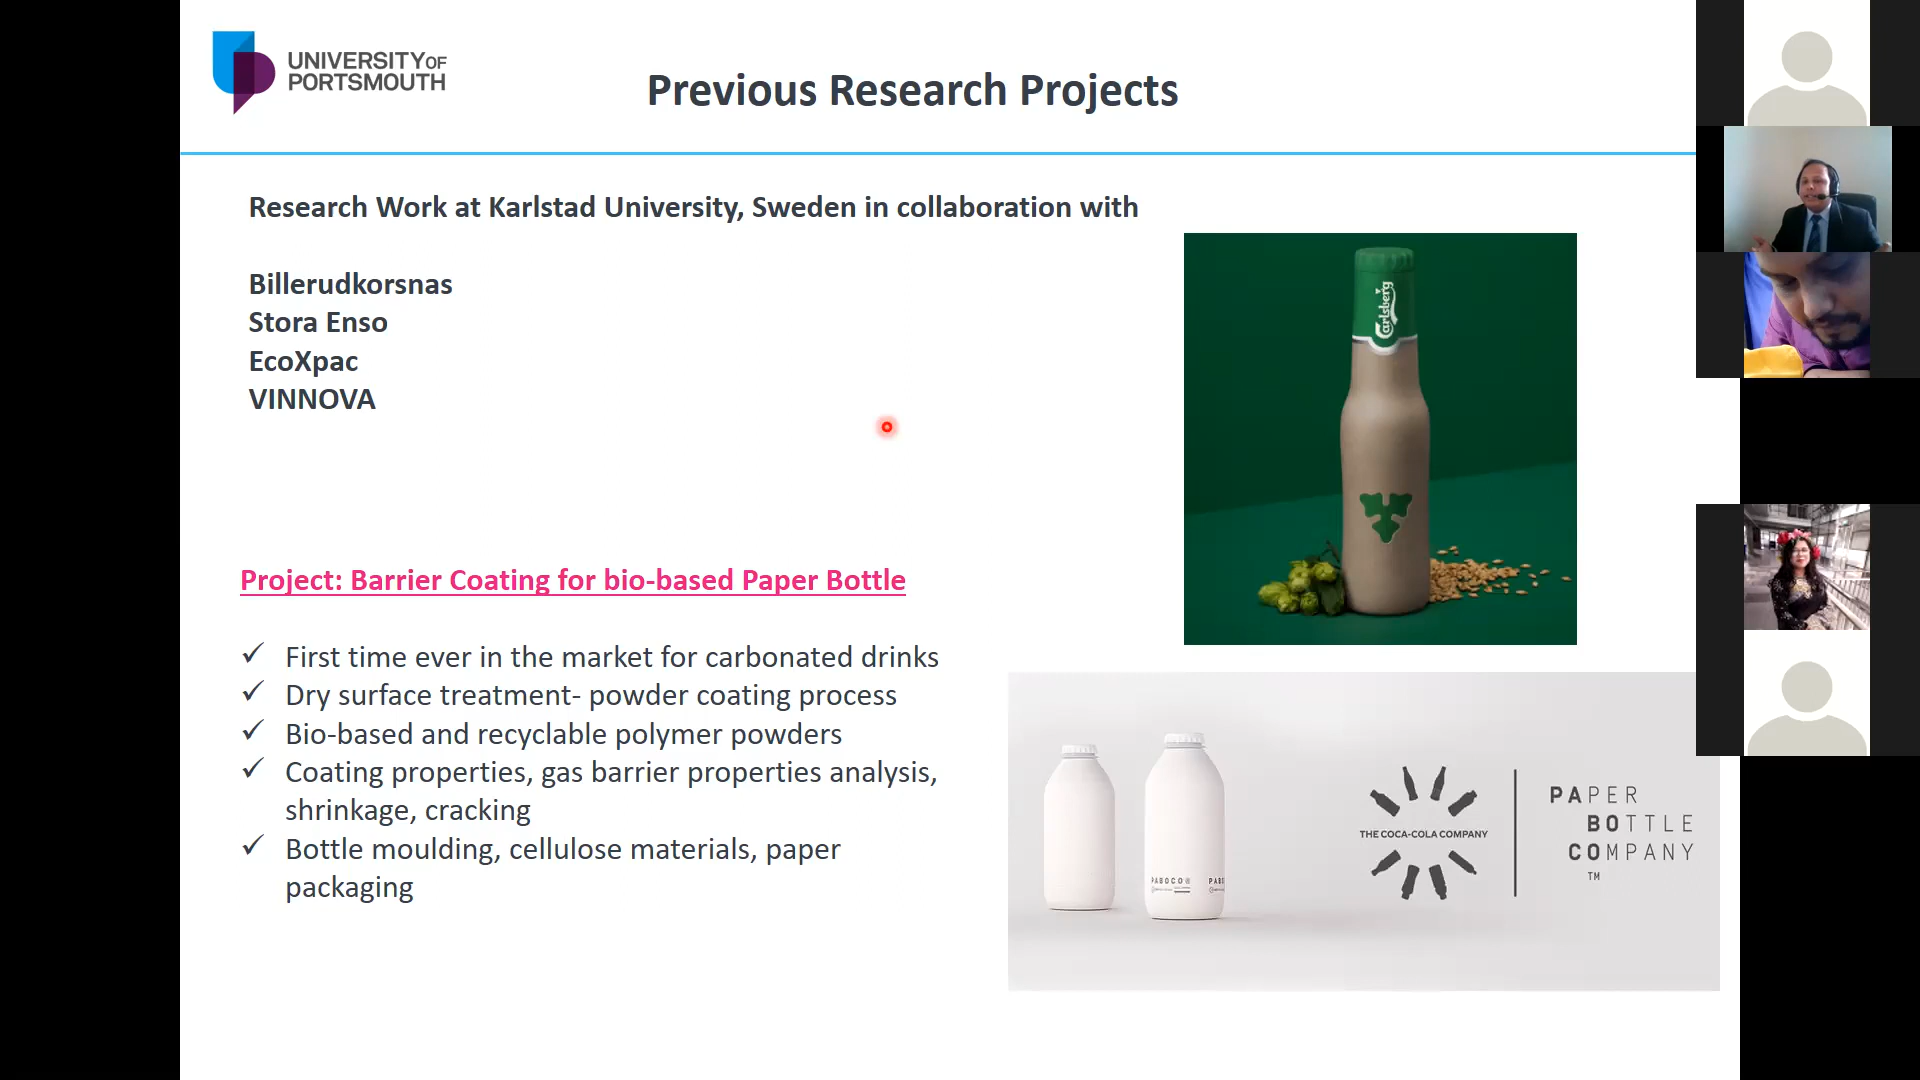 UNIVERSITY OF
PORTSMOUTH
Previous Research Projects
Research Work at Karlstad University, Sweden in collaboration with
Billerudkorsnas
Stora Enso
EcoXpac
VINNOVA
Carlsberg
Project: Barrier Coating for bio-based Paper Bottle
✓ First time ever in the market for carbonated drinks
✓ Dry surface treatment- powder coating process
✓ Bio-based and recyclable polymer powders
✓ Coating properties, gas barrier properties analysis,
shrinkage, cracking
✓ Bottle moulding, cellulose materials, paper
packaging
PABOCO
THE COCA-COLA COMPANY
PAPER
BOTTLE
COMPANY
TM